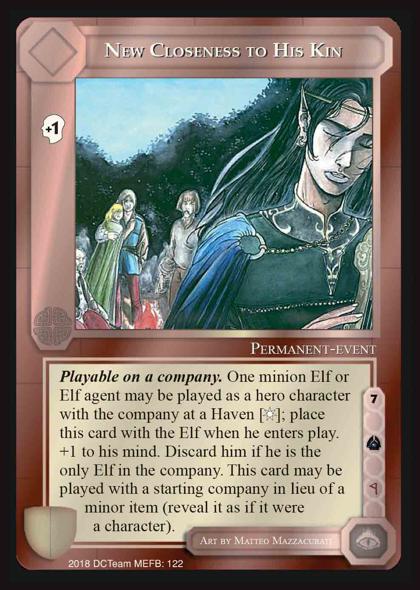 New Closeness to His Kin
+1
Permanent-event
Playable on a company. One minion Elf or
Elf agent may be played as a hero character
with the company at a Haven [☼]; place
this card with the Elf when he enters play.
+1 to his mind. Discard him if he is the
only Elf in the company. This card may be
played with a starting company in lieu of a
minor item (reveal it as if it were
a character).
7
Art by Matteo Mazzacurati
2018 DCTeam MEFB: 122